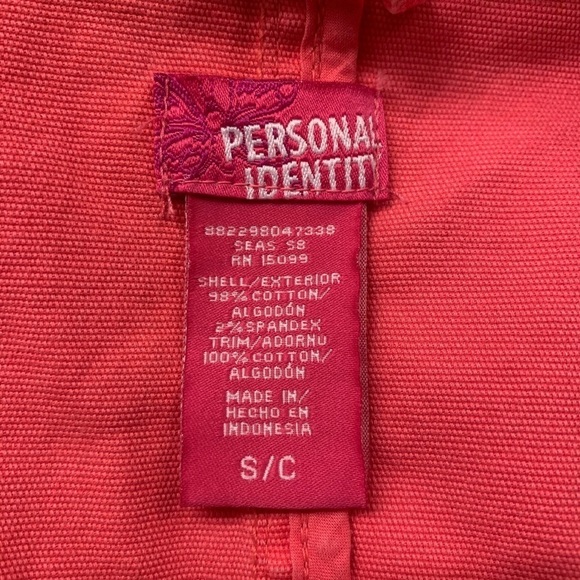 PERSONAL
IDENTITY
882298047338
SEAS S8
RN 15099
SHELL/EXTERIOR
98% COTTON/
ALGODÓN
2% SPANDEX
TRIM/ADORNU
100% COTTON/
ALGODÓN
MADE IN/
HECHO EN
INDONESIA
S/C